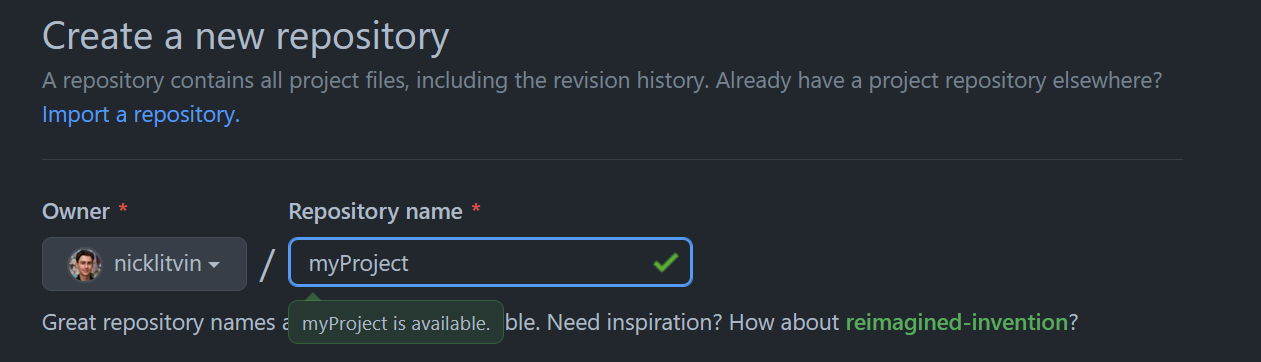 Create a new repository
A repository contains all project files, including the revision history. Already have a project repository elsewhere?
Import a repository.
Owner * Repository name *
nicklitvin / myProject
myProject is available.
Great repository names ble. Need inspiration? How about reimagined-invention?